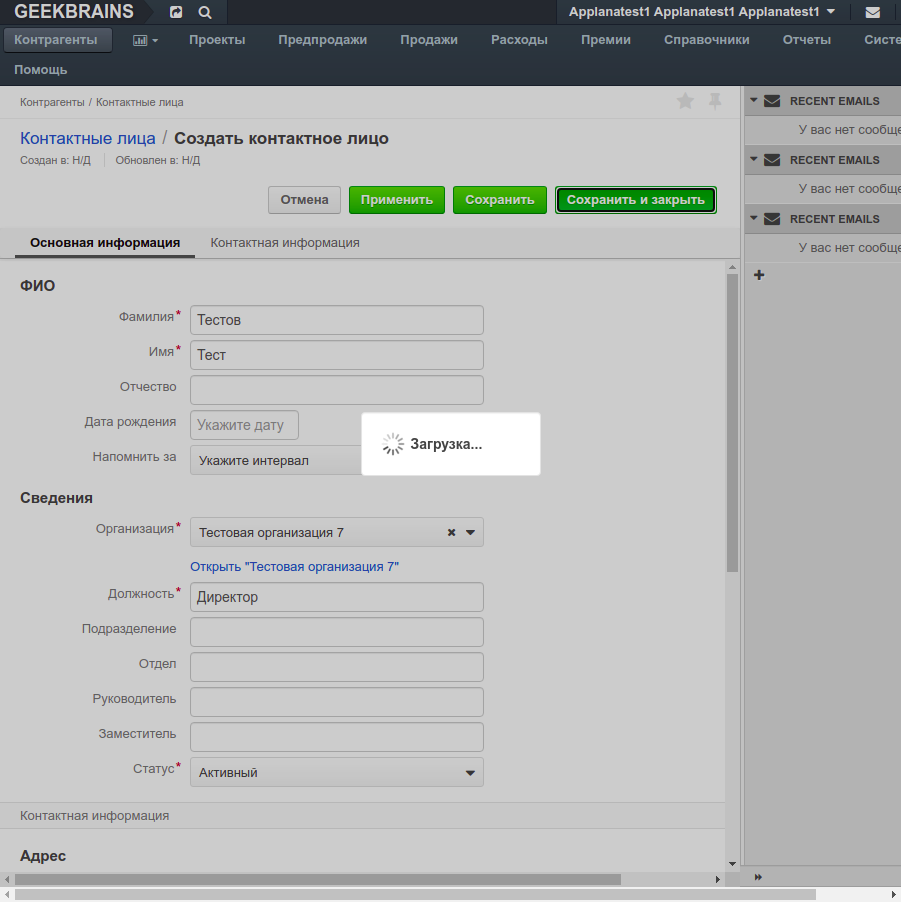 GEEKBRAINS
Applanatest1 Applanatest1 Applanatest1
Контрагенты Проекты Предпродажи Продажи Расходы Премии Справочники Отчеты Систе
Помощь
Контрагенты / Контактные лица
Контактные лица / Создать контактное лицо
Создан в: Н/Д Обновлен в: Н/Д
Отмена Применить Сохранить Сохранить и закрыть
Основная информация Контактная информация
ФИО
Фамилия* Тестов
Имя* Тест
Отчество
Дата рождения Укажите дату
Напомнить за Укажите интервал
Загрузка...
Сведения
Организация* Тестовая организация 7
Открыть "Тестовая организация 7"
Должность* Директор
Подразделение
Отдел
Руководитель
Заместитель
Статус* Активный
Контактная информация
Адрес
RECENT EMAILS
У вас нет сообще
RECENT EMAILS
У вас нет сообще
RECENT EMAILS
У вас нет сообще